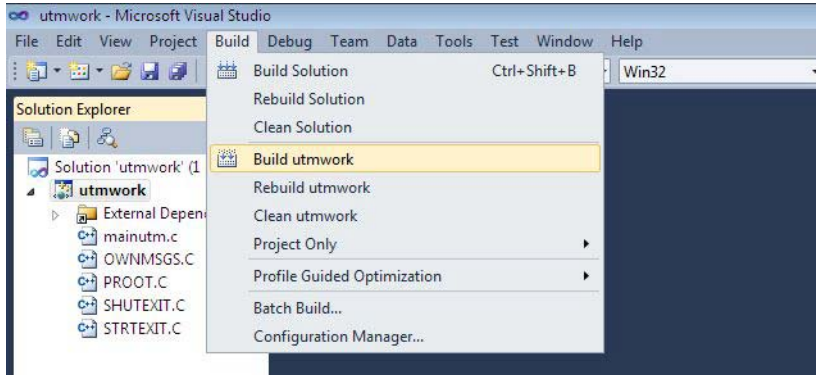 utmwork - Microsoft Visual Studio
File Edit View Project Build Debug Team Data Tools Test Window Help
Win32
Solution Explorer
Solution 'utmwork' (1
utmwork
External Depen
mainutm.c
OWNMSGS.C
PROOT.C
SHUTEXIT.C
STRTEXIT.C
Build Solution Ctrl+Shift+B
Rebuild Solution
Clean Solution
Build utmwork
Rebuild utmwork
Clean utmwork
Project Only
Profile Guided Optimization
Batch Build...
Configuration Manager...